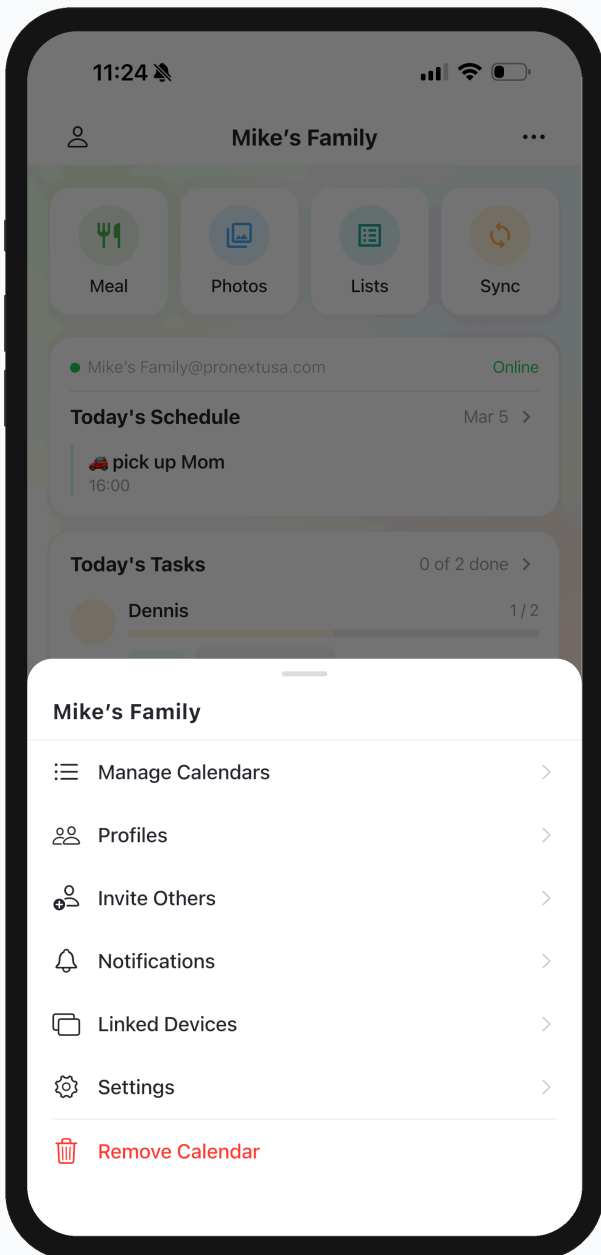 11:24
Mike's Family
Meal
Photos
Lists
Sync
Mike's Family@pronextusa.com
Online
Today's Schedule
Mar 5
🚗 pick up Mom
16:00
Today's Tasks
0 of 2 done
Dennis
1 / 2
Mike's Family
Manage Calendars
Profiles
Invite Others
Notifications
Linked Devices
Settings
Remove Calendar